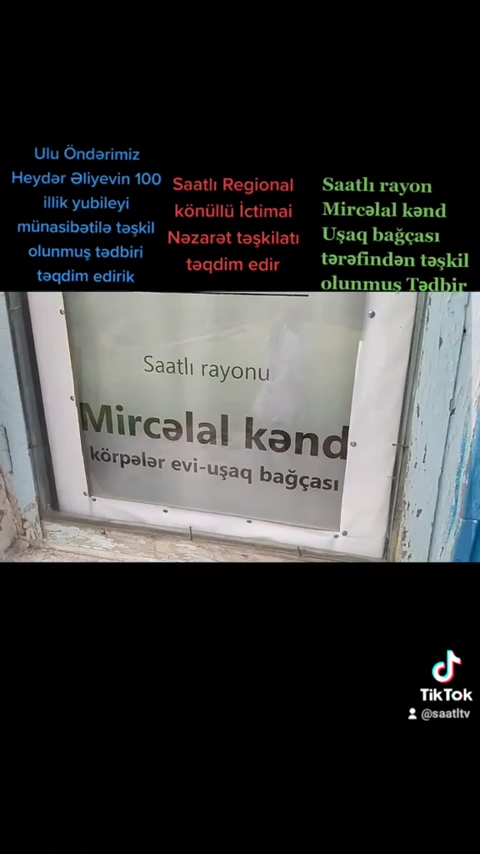 Ulu Öndərimiz
Heydər Əliyevin 100
illik yubileyi
münasibətilə təşkil
olunmuş tədbiri
təqdim edirik
Saatlı Regional
könüllü İctimai
Nəzarət təşkilatı
təqdim edir
Saatlı rayon
Mircəlal kənd
Uşaq bağçası
tərəfindən təşkil
olunmuş Tədbir
Saatlı rayonu
Mircəlal kənd
körpələr evi-uşaq bağçası
TikTok
@saatltv